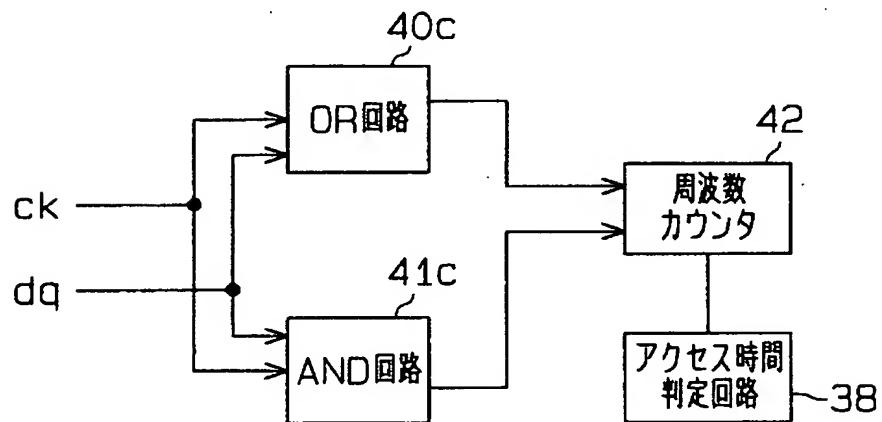 40c
OR回路
42
周波数
カウンタ
ck
dq
41c
AND回路
アクセス時間
判定回路
38